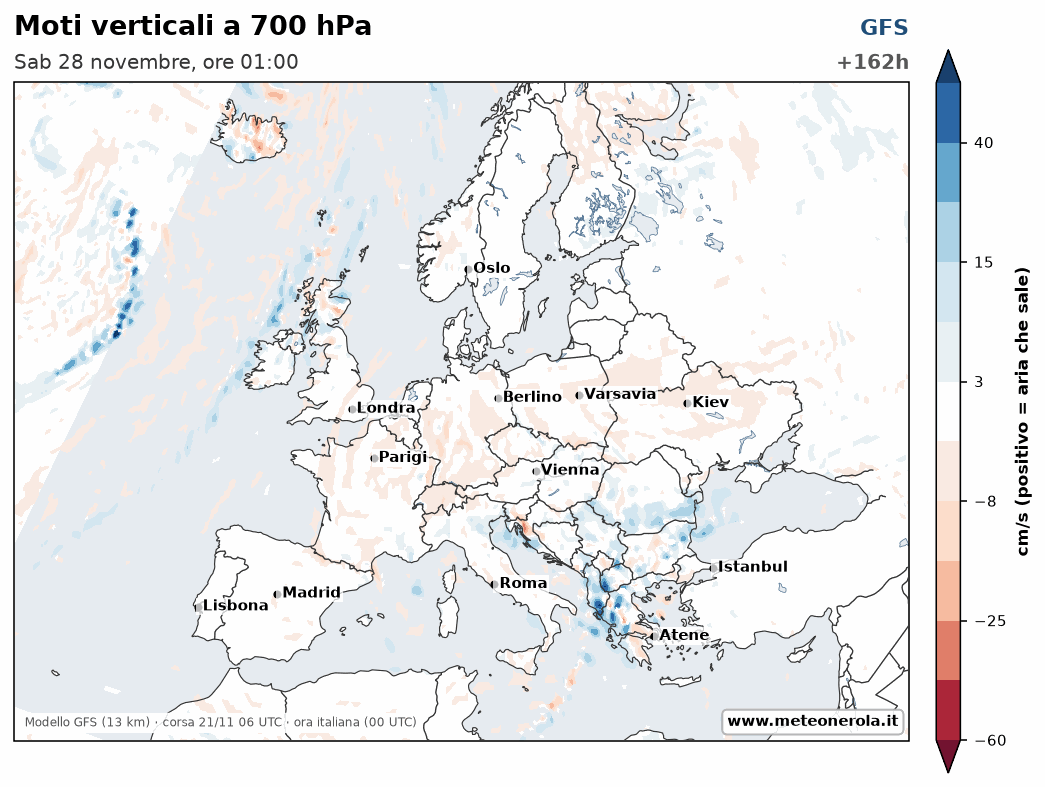 Moti verticali a 700 hPa
GFS
Sab 28 novembre, ore 01:00
+162h
40
15
3
−8
−25
−60
cm/s (positivo = aria che sale)
Oslo
Berlino
Varsavia
Kiev
Londra
Parigi
Vienna
Istanbul
Roma
Madrid
Lisbona
Atene
Modello GFS (13 km) · corsa 21/11 06 UTC · ora italiana (00 UTC)
www.meteonerola.it